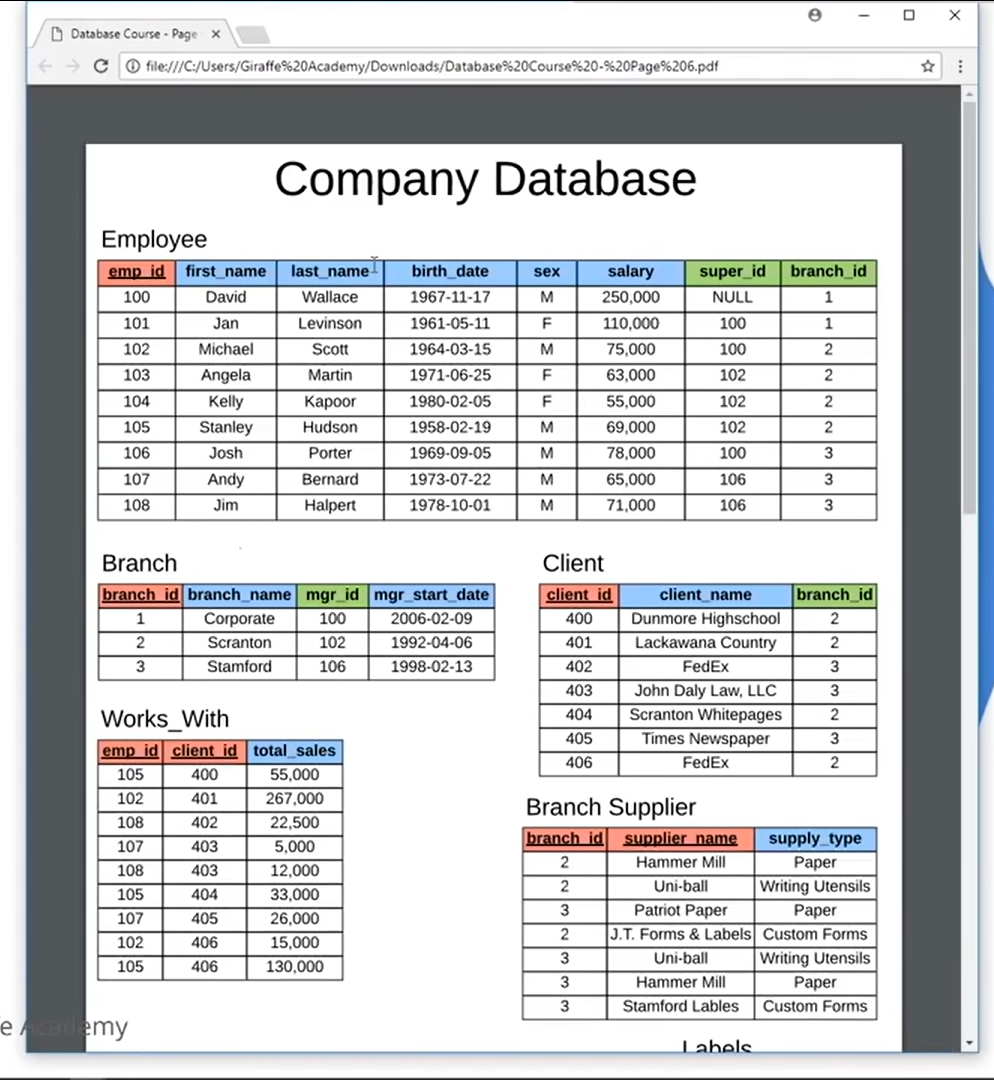 Database Course - Page
file:///C:/Users/Giraffe%20Academy/Downloads/Database%20Course%20-%20Page%206.pdf
Company Database
Employee
emp_id first_name last_name birth_date sex salary super_id branch_id
100 David Wallace 1967-11-17 M 250,000 NULL 1
101 Jan Levinson 1961-05-11 F 110,000 100 1
102 Michael Scott 1964-03-15 M 75,000 100 2
103 Angela Martin 1971-06-25 F 63,000 102 2
104 Kelly Kapoor 1980-02-05 F 55,000 102 2
105 Stanley Hudson 1958-02-19 M 69,000 102 2
106 Josh Porter 1969-09-05 M 78,000 100 3
107 Andy Bernard 1973-07-22 M 65,000 106 3
108 Jim Halpert 1978-10-01 M 71,000 106 3
Branch
branch_id branch_name mgr_id mgr_start_date
1 Corporate 100 2006-02-09
2 Scranton 102 1992-04-06
3 Stamford 106 1998-02-13
Works_With
emp_id client_id total_sales
105 400 55,000
102 401 267,000
108 402 22,500
107 403 5,000
108 403 12,000
105 404 33,000
107 405 26,000
102 406 15,000
105 406 130,000
Client
client_id client_name branch_id
400 Dunmore Highschool 2
401 Lackawana Country 2
402 FedEx 3
403 John Daly Law, LLC 3
404 Scranton Whitepages 2
405 Times Newspaper 3
406 FedEx 2
Branch Supplier
branch_id supplier_name supply_type
2 Hammer Mill Paper
2 Uni-ball Writing Utensils
3 Patriot Paper Paper
2 J.T. Forms & Labels Custom Forms
3 Uni-ball Writing Utensils
3 Hammer Mill Paper
3 Stamford Lables Custom Forms
Labels
fe Academy